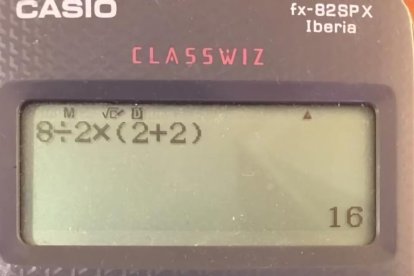 CASIO
fx-82SPX
Iberia
CLASSWIZ
M √▱ D ▲
8÷2×(2+2)
16